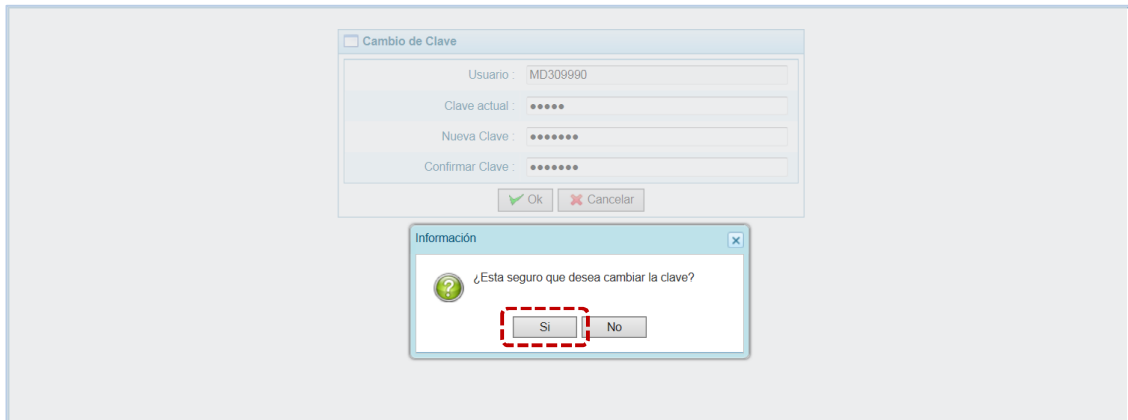 Cambio de Clave
Usuario : MD309990
Clave actual : •••••
Nueva Clave : •••••••
Confirmar Clave : •••••••
Ok Cancelar
Información
¿Esta seguro que desea cambiar la clave?
Si No